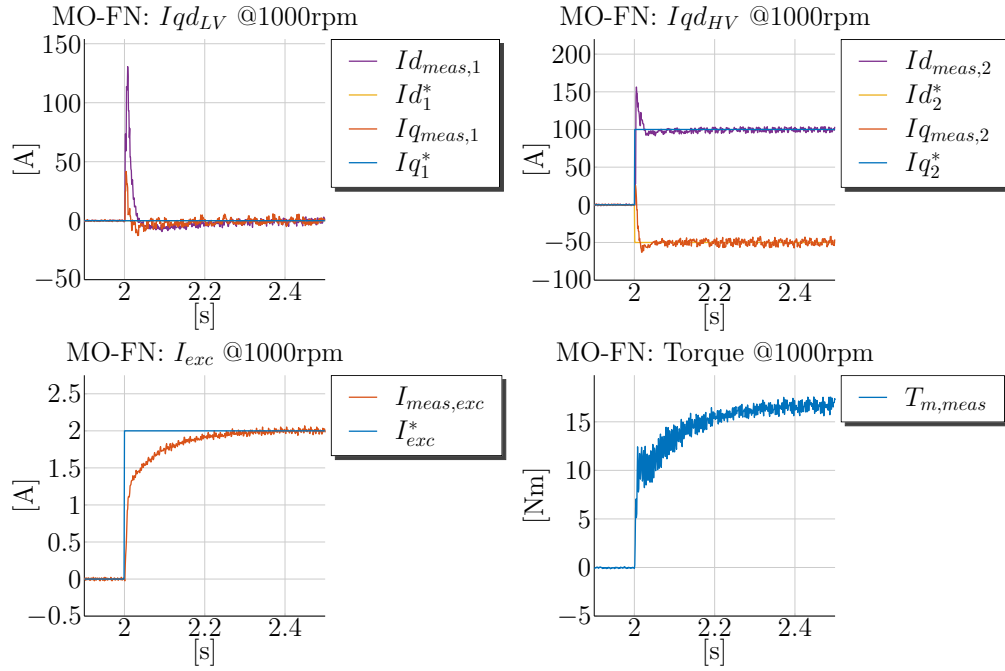 MO-FN: Iqd_LV @1000rpm
150
100
50
0
−50
[A]
2
2.2
2.4
[s]
Id_meas,1
Id*_1
Iq_meas,1
Iq*_1
MO-FN: Iqd_HV @1000rpm
200
150
100
50
0
−50
−100
[A]
2
2.2
2.4
[s]
Id_meas,2
Id*_2
Iq_meas,2
Iq*_2
MO-FN: I_exc @1000rpm
2.5
2
1.5
1
0.5
0
−0.5
[A]
2
2.2
2.4
[s]
I_meas,exc
I*_exc
MO-FN: Torque @1000rpm
15
10
5
0
−5
[Nm]
2
2.2
2.4
[s]
T_m,meas